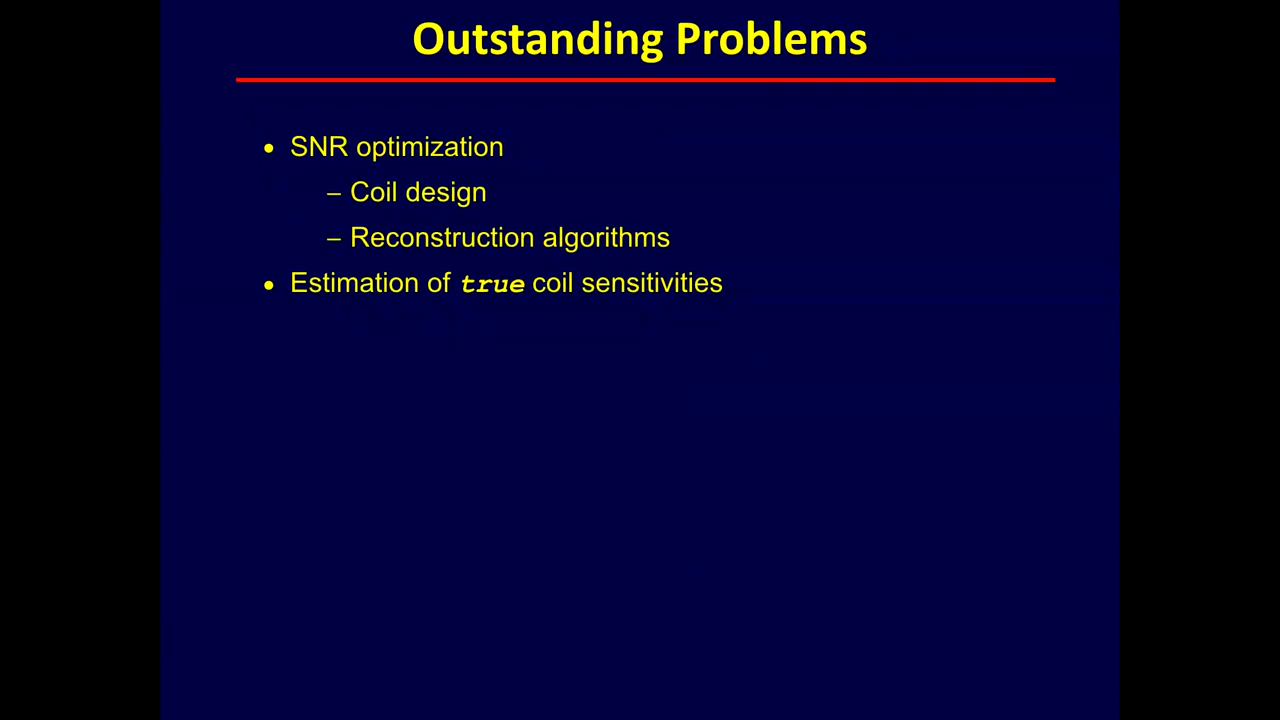 Outstanding Problems
• SNR optimization
– Coil design
– Reconstruction algorithms
• Estimation of true coil sensitivities